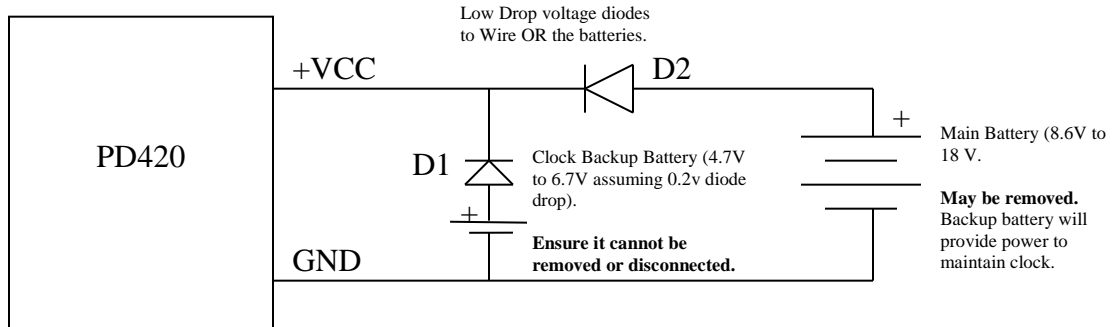 Low Drop voltage diodes
to Wire OR the batteries.
+VCC
D2
PD420
D1
Clock Backup Battery (4.7V
to 6.7V assuming 0.2v diode
drop).
+
Ensure it cannot be
removed or disconnected.
+
Main Battery (8.6V to
18 V.
May be removed.
Backup battery will
provide power to
maintain clock.
GND